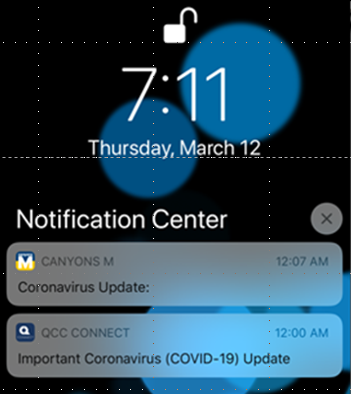 7:11
Thursday, March 12
Notification Center
CANYONS M 12:07 AM
Coronavirus Update:
QCC CONNECT 12:00 AM
Important Coronavirus (COVID-19) Update